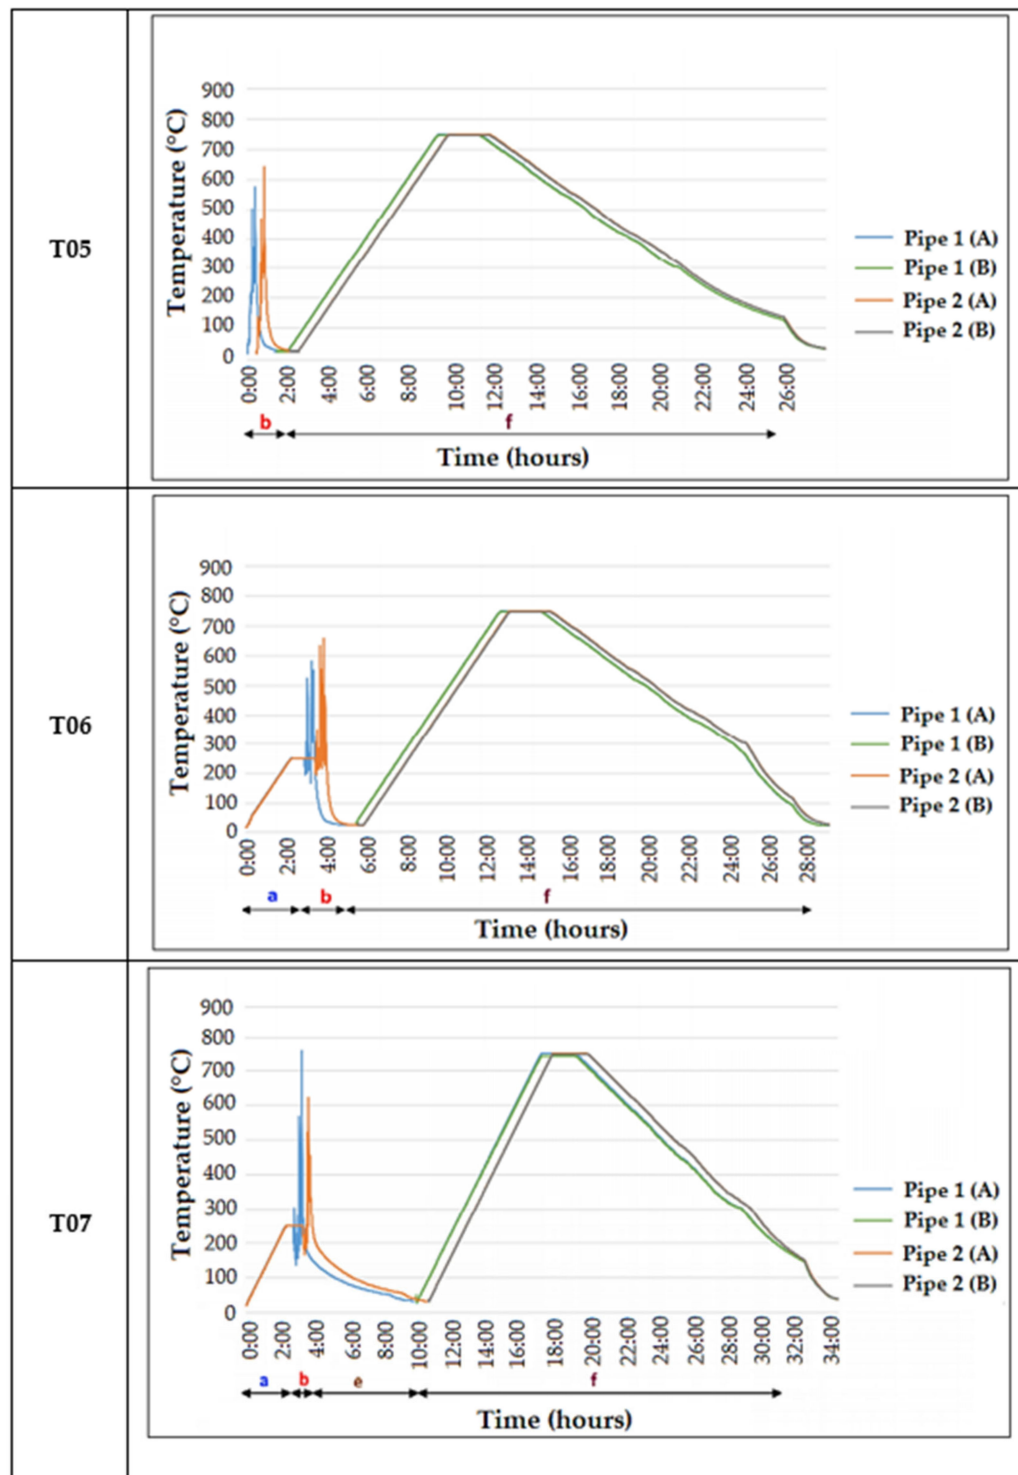 T05
Temperature (°C)
900
800
700
600
500
400
300
200
100
0
0:00 2:00 4:00 6:00 8:00 10:00 12:00 14:00 16:00 18:00 20:00 22:00 24:00 26:00
b f
Time (hours)
Pipe 1 (A)
Pipe 1 (B)
Pipe 2 (A)
Pipe 2 (B)
T06
Temperature (°C)
900
800
700
600
500
400
300
200
100
0
0:00 2:00 4:00 6:00 8:00 10:00 12:00 14:00 16:00 18:00 20:00 22:00 24:00 26:00 28:00
a b f
Time (hours)
Pipe 1 (A)
Pipe 1 (B)
Pipe 2 (A)
Pipe 2 (B)
T07
Temperature (°C)
900
800
700
600
500
400
300
200
100
0
0:00 2:00 4:00 6:00 8:00 10:00 12:00 14:00 16:00 18:00 20:00 22:00 24:00 26:00 28:00 30:00 32:00 34:00
a b e f
Time (hours)
Pipe 1 (A)
Pipe 1 (B)
Pipe 2 (A)
Pipe 2 (B)